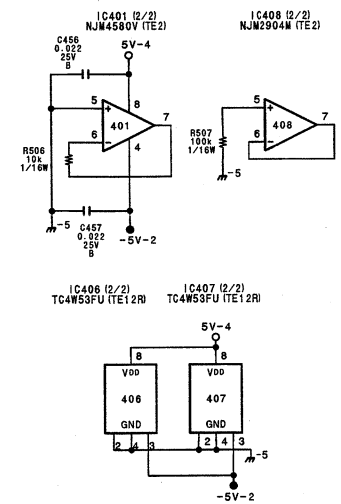 IC401 (2/2)
NJM4580V (TE2)
IC408 (2/2)
NJM2904M (TE2)
C456
0.022
25V
B
5V-4
8
5
+
7
6
-
401
4
R506
10k
1/16W
-5
C457
0.022
25V
B
-5V-2
5
+
7
6
-
408
R507
100k
1/16W
-5
IC406 (2/2)
TC4W53FU (TE12R)
IC407 (2/2)
TC4W53FU (TE12R)
5V-4
8
8
VDD
VDD
406
407
GND
GND
2 4 3
2 4 3
-5
-5V-2